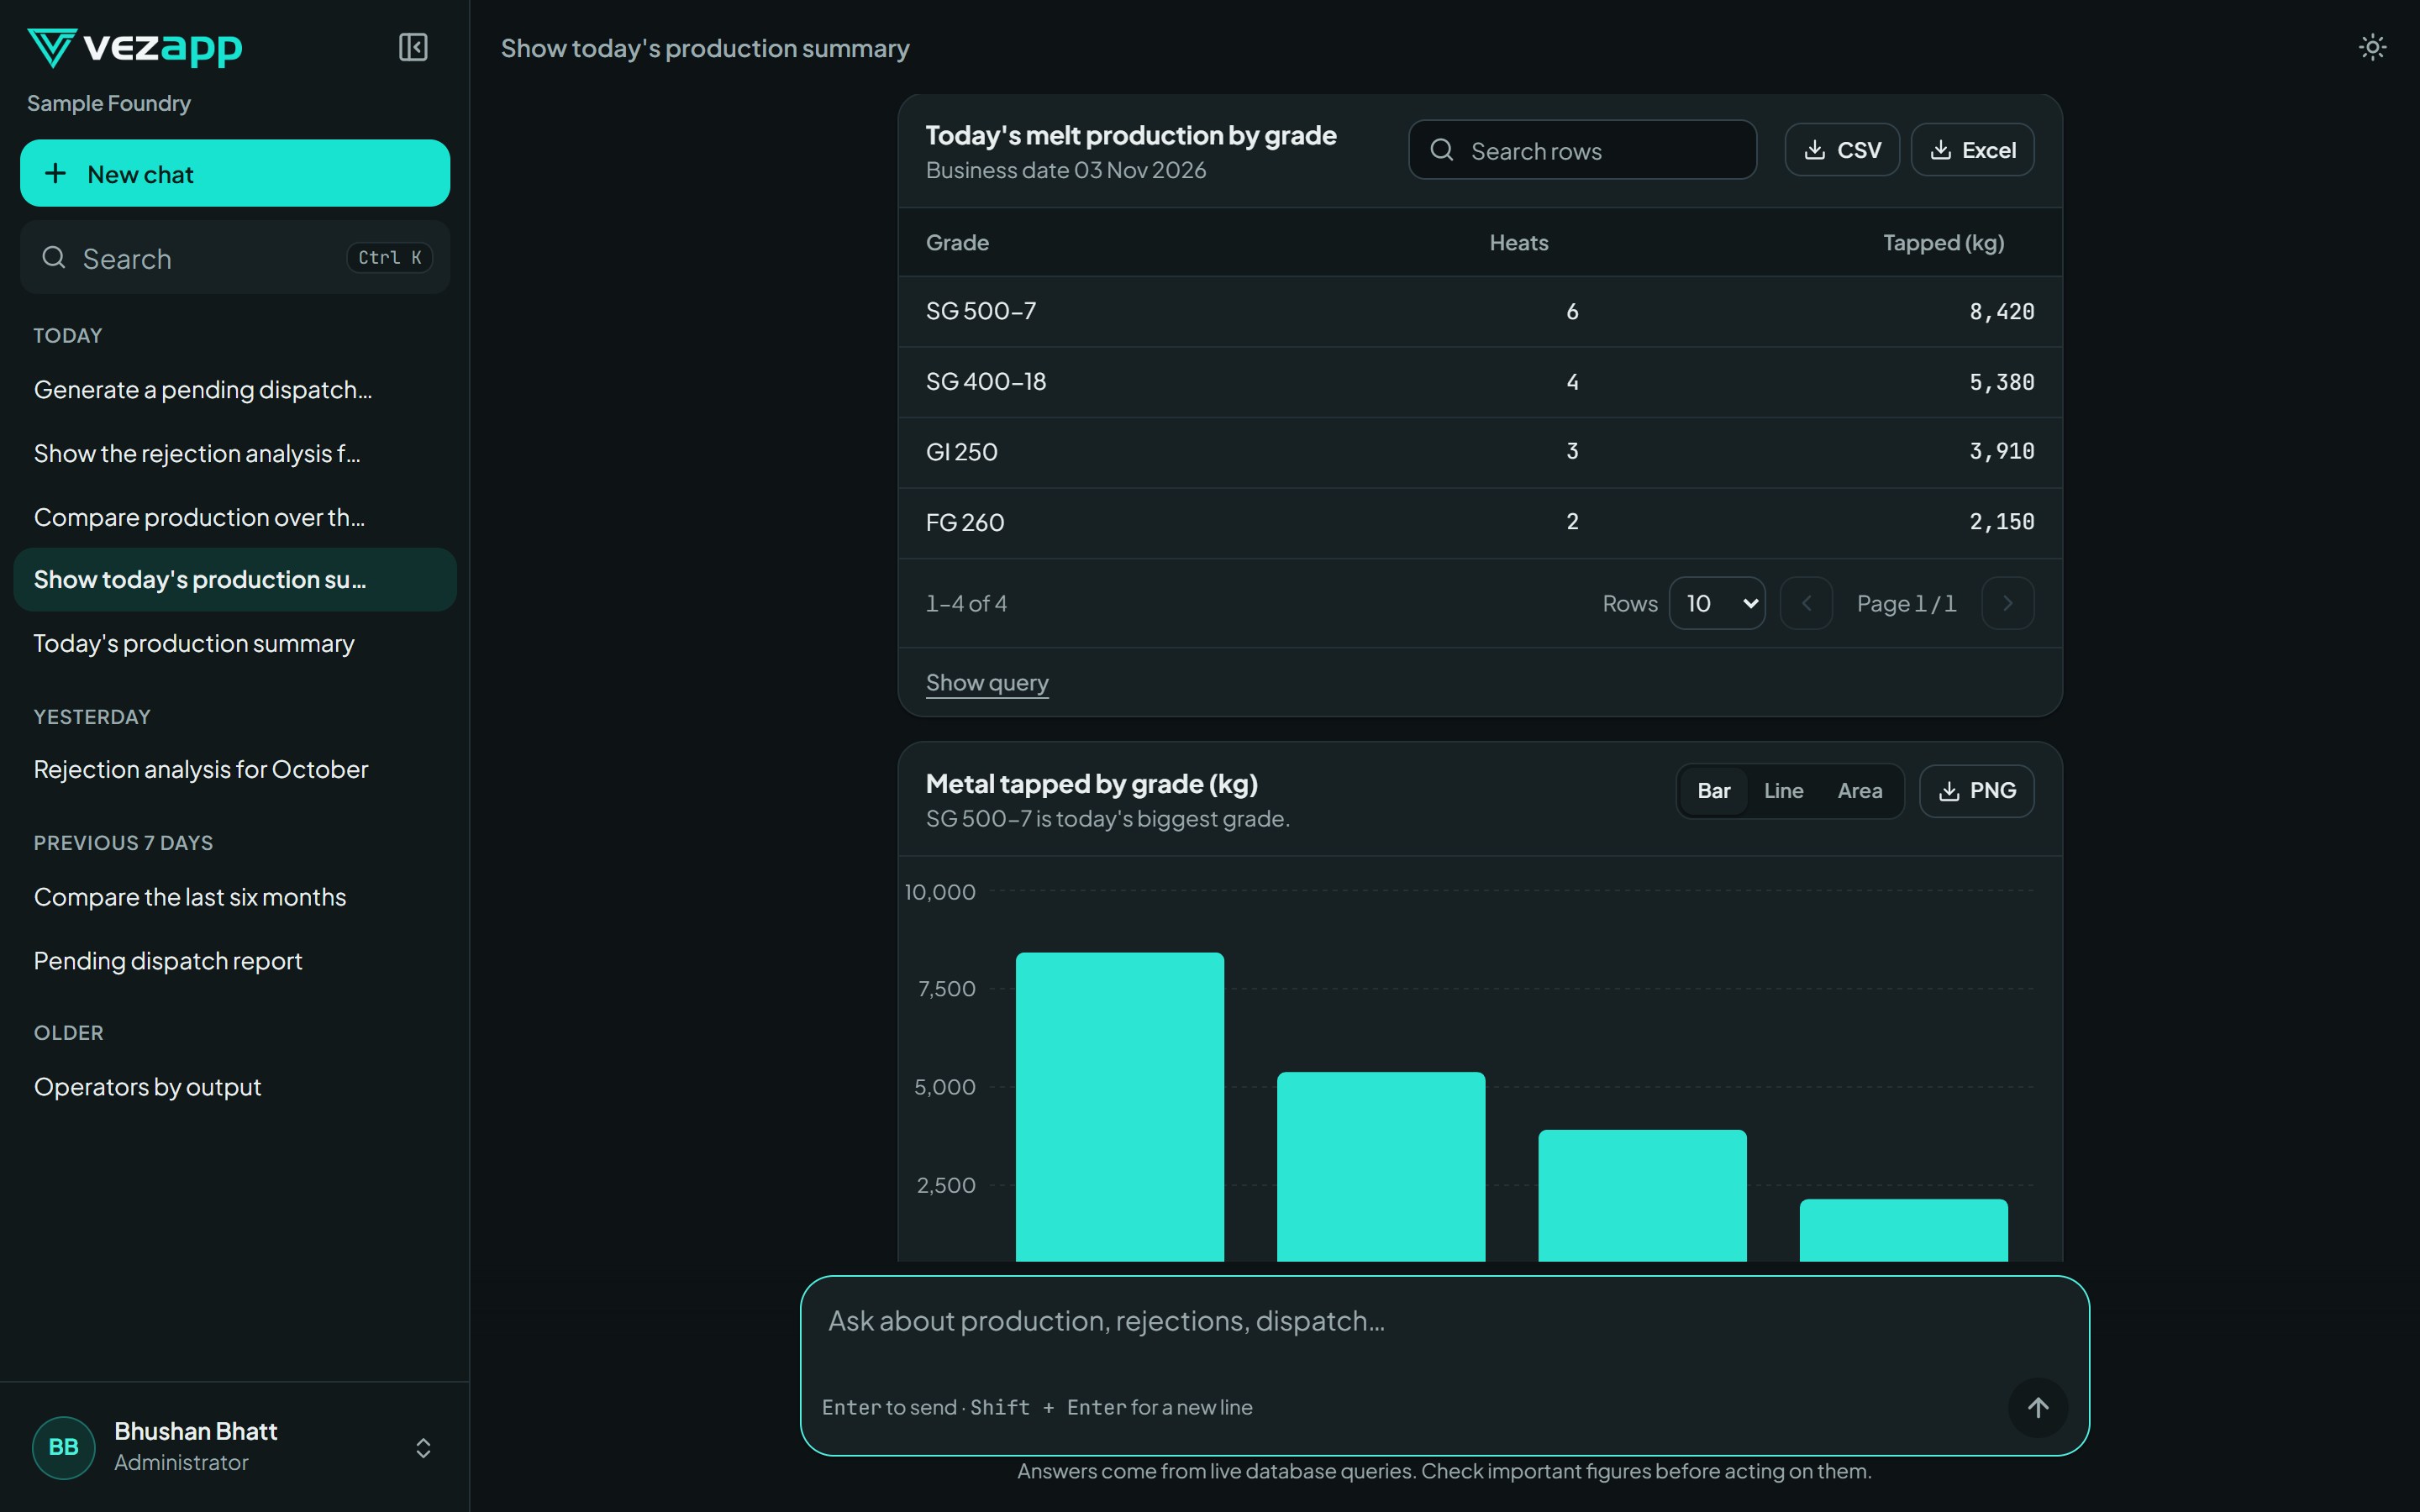 vezapp
Sample Foundry
New chat
Search
Ctrl K
TODAY
Generate a pending dispatch...
Show the rejection analysis f...
Compare production over th...
Show today's production su...
Today's production summary
YESTERDAY
Rejection analysis for October
PREVIOUS 7 DAYS
Compare the last six months
Pending dispatch report
OLDER
Operators by output
BB
Bhushan Bhatt
Administrator
Show today's production summary
Today's melt production by grade
Business date 03 Nov 2026
Search rows
CSV
Excel
Grade Heats Tapped (kg)
SG 500–7 6 8,420
SG 400–18 4 5,380
GI 250 3 3,910
FG 260 2 2,150
1–4 of 4
Rows 10 Page 1 / 1
Show query
Metal tapped by grade (kg)
SG 500–7 is today's biggest grade.
Bar Line Area
PNG
10,000
7,500
5,000
2,500
Ask about production, rejections, dispatch...
Enter to send · Shift + Enter for a new line
Answers come from live database queries. Check important figures before acting on them.